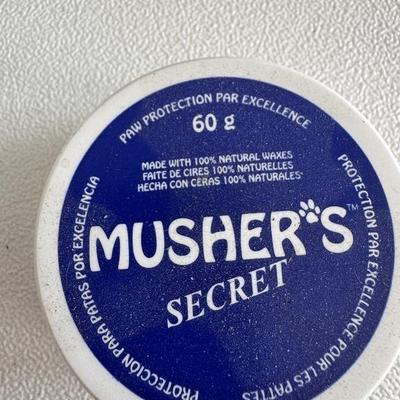 PAW PROTECTION PAR EXCELLENCE
60 g
MADE WITH 100% NATURAL WAXES
FAITE DE CIRES 100% NATURELLES
HECHA CON CERAS 100% NATURALES
MUSHER'S™
SECRET
PROTECTION PAR EXCELLENCE POUR LES PATTES
PROTECCIÓN PARA PATAS POR EXCELENCIA